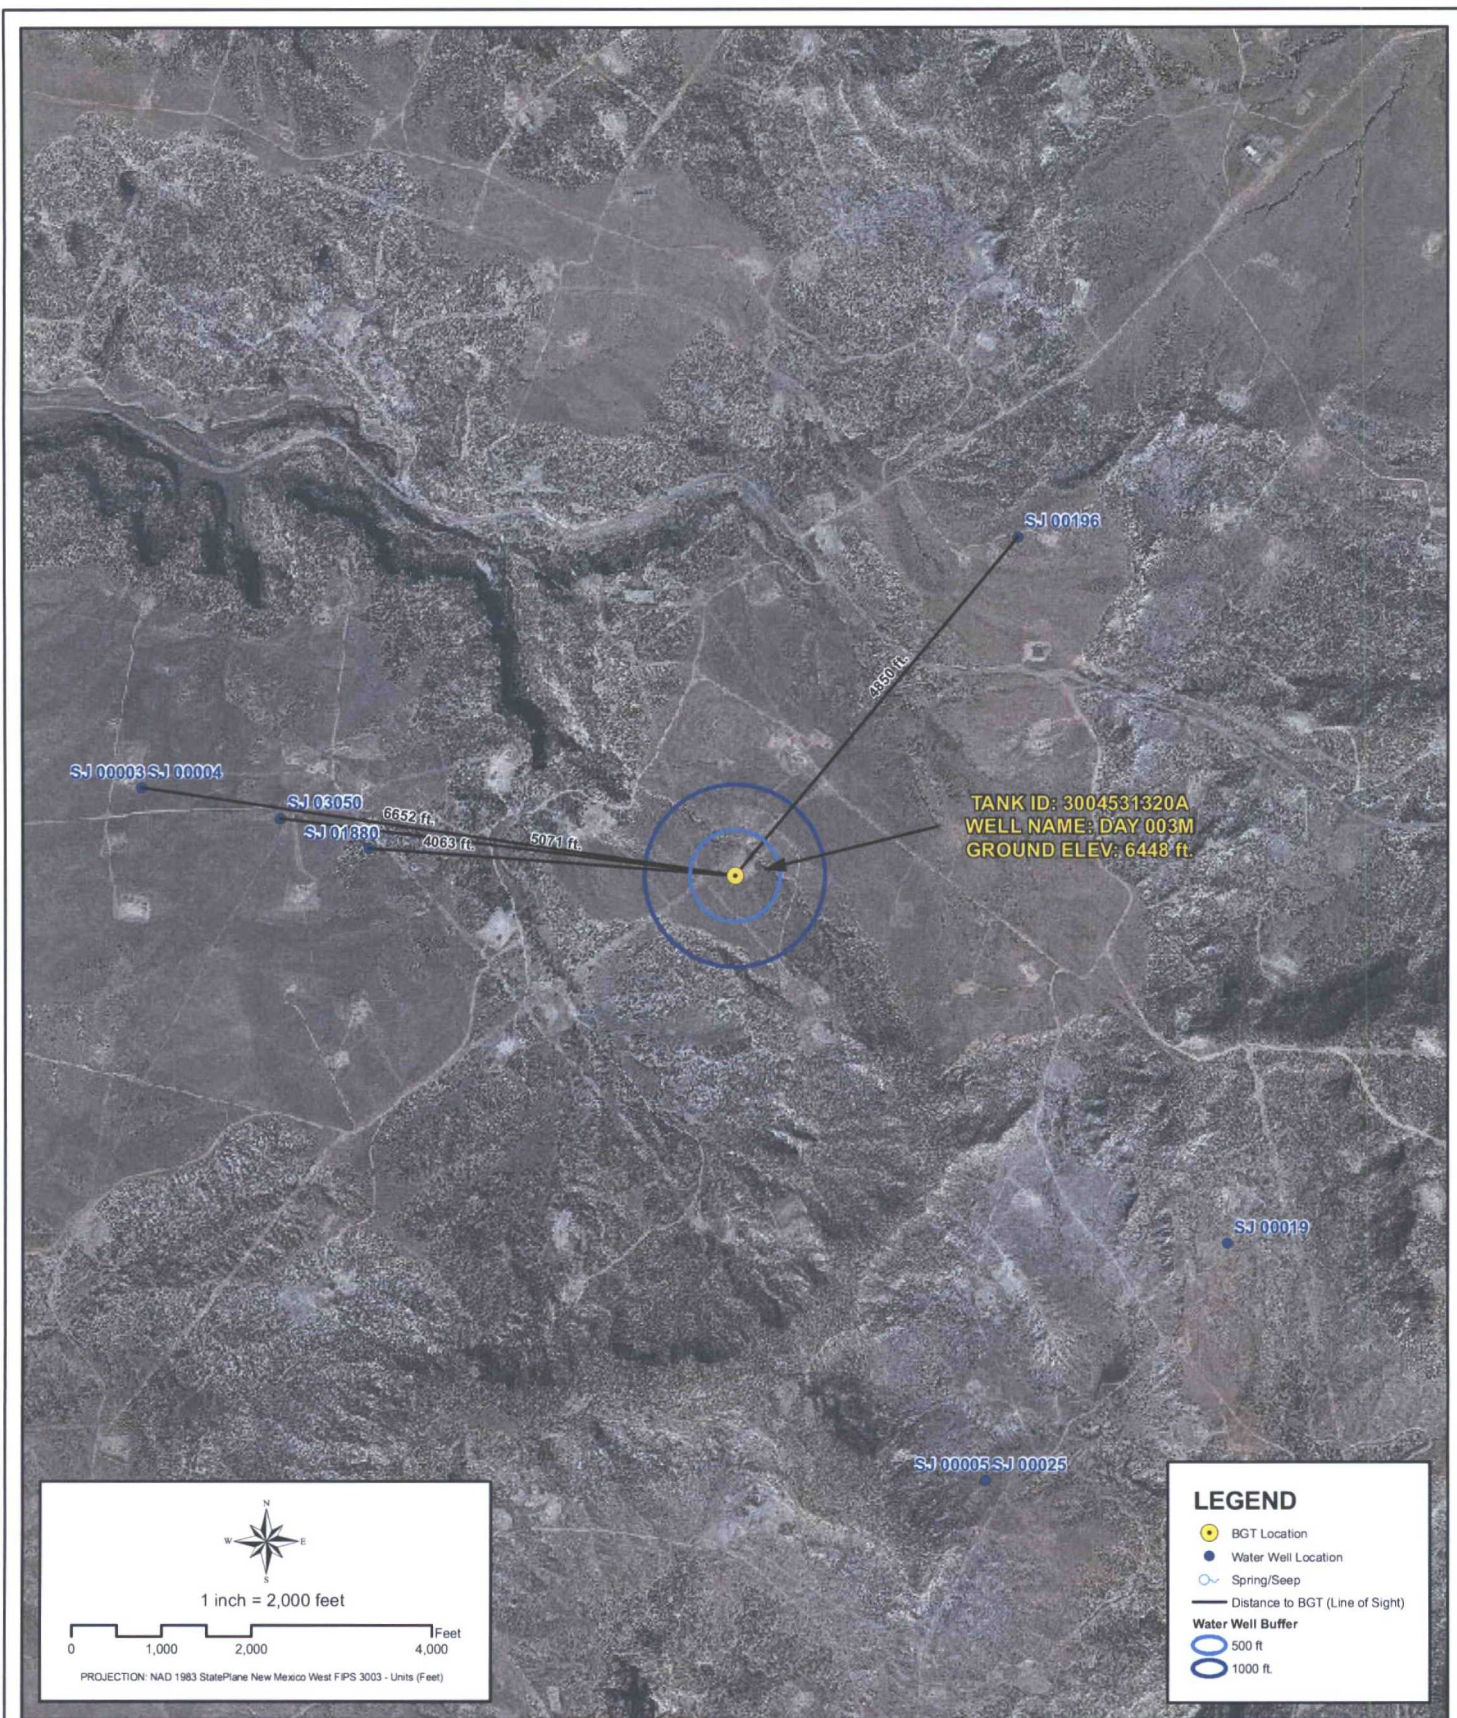 SJ 00196
4850 ft.
SJ 00003 SJ 00004
SJ 03050
SJ 01880
6652 ft.
4063 ft.
5071 ft.
TANK ID: 3004531320A
WELL NAME: DAY 003M
GROUND ELEV: 6448 ft.
SJ 00019
SJ 00005 SJ 00025
N
W E
S
1 inch = 2,000 feet
Feet
0 1,000 2,000 4,000
PROJECTION: NAD 1983 StatePlane New Mexico West FIPS 3003 - Units (Feet)
LEGEND
BGT Location
Water Well Location
Spring/Seep
Distance to BGT (Line of Sight)
Water Well Buffer
500 ft
1000 ft.